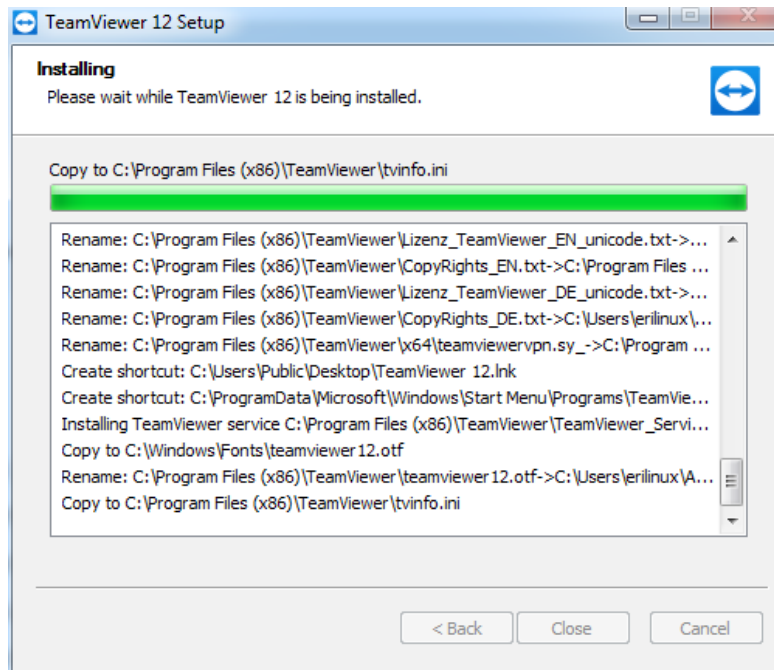 TeamViewer 12 Setup
Installing
Please wait while TeamViewer 12 is being installed.
Copy to C:\Program Files (x86)\TeamViewer\tvinfo.ini
Rename: C:\Program Files (x86)\TeamViewer\Lizenz_TeamViewer_EN_unicode.txt->...
Rename: C:\Program Files (x86)\TeamViewer\CopyRights_EN.txt->C:\Program Files ...
Rename: C:\Program Files (x86)\TeamViewer\Lizenz_TeamViewer_DE_unicode.txt->...
Rename: C:\Program Files (x86)\TeamViewer\CopyRights_DE.txt->C:\Users\erilinux\...
Rename: C:\Program Files (x86)\TeamViewer\x64\teamviewervpn.sy_->C:\Program ...
Create shortcut: C:\Users\Public\Desktop\TeamViewer 12.lnk
Create shortcut: C:\ProgramData\Microsoft\Windows\Start Menu\Programs\TeamVie...
Installing TeamViewer service C:\Program Files (x86)\TeamViewer\TeamViewer_Servi...
Copy to C:\Windows\Fonts\teamviewer12.otf
Rename: C:\Program Files (x86)\TeamViewer\teamviewer12.otf->C:\Users\erilinux\A...
Copy to C:\Program Files (x86)\TeamViewer\tvinfo.ini
< Back Close Cancel